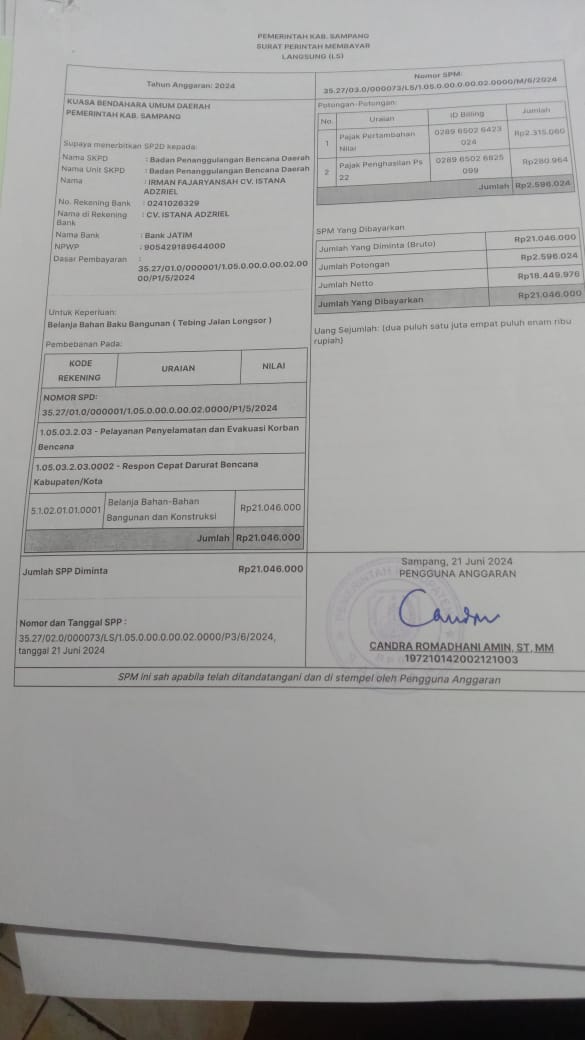 PEMERINTAH KAB. SAMPANG
SURAT PERINTAH MEMBAYAR
LANGSUNG (LS)
Tahun Anggaran: 2024
Nomor SPM:
35.27/03.0/000073/LS/1.05.0.00.0.00.02.0000/M/6/2024
KUASA BENDAHARA UMUM DAERAH
PEMERINTAH KAB. SAMPANG
Supaya menerbitkan SP2D kepada:
Nama SKPD : Badan Penanggulangan Bencana Daerah
Nama Unit SKPD : Badan Penanggulangan Bencana Daerah
Nama : IRMAN FAJARYANSAH CV. ISTANA
ADZRIEL
No. Rekening Bank : 0241026329
Nama di Rekening : CV. ISTANA ADZRIEL
Bank
Nama Bank : Bank JATIM
NPWP : 905429189644000
Dasar Pembayaran :
35.27/01.0/000001/1.05.0.00.0.00.02.00
00/P1/5/2024
Untuk Keperluan:
Belanja Bahan Baku Bangunan ( Tebing Jalan Longsor )
Pembebanan Pada:
KODE REKENING URAIAN NILAI
NOMOR SPD:
35.27/01.0/000001/1.05.0.00.0.00.02.0000/P1/5/2024
1.05.03.2.03 - Pelayanan Penyelamatan dan Evakuasi Korban
Bencana
1.05.03.2.03.0002 - Respon Cepat Darurat Bencana
Kabupaten/Kota
5.1.02.01.01.0001 Belanja Bahan-Bahan Bangunan dan Konstruksi Rp21.046.000
Jumlah Rp21.046.000
Potongan-Potongan:
No. Uraian ID Billing Jumlah
1 Pajak Pertambahan Nilai 0289 6502 6423 024 Rp2.315.060
2 Pajak Penghasilan Ps 22 0289 6502 6825 099 Rp280.964
Jumlah Rp2.596.024
SPM Yang Dibayarkan
Jumlah Yang Diminta (Bruto) Rp21.046.000
Jumlah Potongan Rp2.596.024
Jumlah Netto Rp18.449.976
Jumlah Yang Dibayarkan Rp21.046.000
Uang Sejumlah: (dua puluh satu juta empat puluh enam ribu
rupiah)
Jumlah SPP Diminta Rp21.046.000
Nomor dan Tanggal SPP :
35.27/02.0/000073/LS/1.05.0.00.0.00.02.0000/P3/6/2024,
tanggal 21 Juni 2024
Sampang, 21 Juni 2024
PENGGUNA ANGGARAN
Candra
CANDRA ROMADHANI AMIN, ST, MM
197210142002121003
SPM ini sah apabila telah ditandatangani dan di stempel oleh Pengguna Anggaran